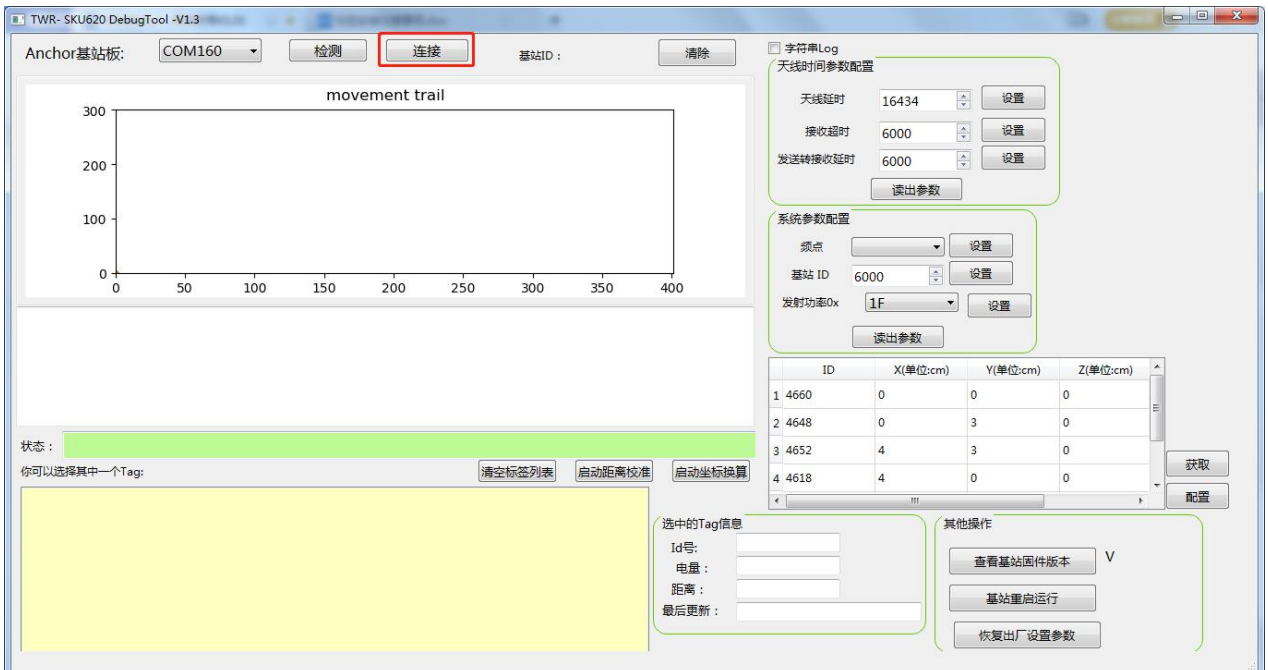 TWR- SKU620 DebugTool -V1.3
Anchor基站板:
COM160
检测
连接
基站ID：
清除
movement trail
300
200
100
0
0 50 100 150 200 250 300 350 400
状态：
你可以选择其中一个Tag:
清空标签列表
启动距离校准
启动坐标换算
字符串Log
天线时间参数配置
天线延时 16434 设置
接收超时 6000 设置
发送转接收延时 6000 设置
读出参数
系统参数配置
频点 设置
基站 ID 6000 设置
发射功率0x 1F 设置
读出参数
ID X(单位:cm) Y(单位:cm) Z(单位:cm)
1 4660 0 0 0
2 4648 0 3 0
3 4652 4 3 0
4 4618 4 0 0
获取
配置
选中的Tag信息
Id号:
电量：
距离：
最后更新：
其他操作
查看基站固件版本 V
基站重启运行
恢复出厂设置参数